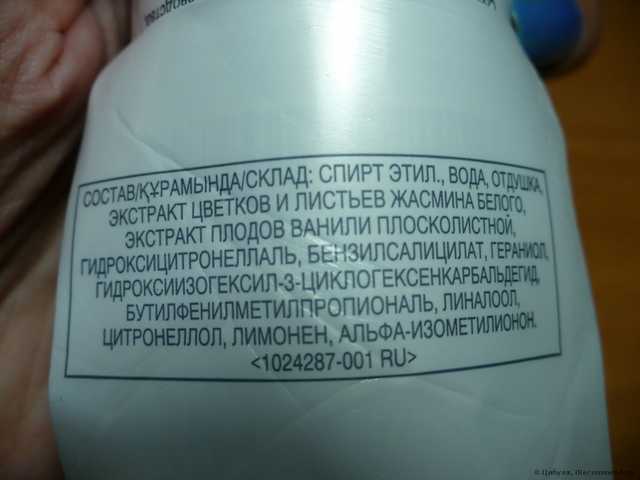 СОСТАВ/ҚҰРАМЫНДА/СКЛАД: СПИРТ ЭТИЛ., ВОДА, ОТДУШКА,
ЭКСТРАКТ ЦВЕТКОВ И ЛИСТЬЕВ ЖАСМИНА БЕЛОГО,
ЭКСТРАКТ ПЛОДОВ ВАНИЛИ ПЛОСКОЛИСТНОЙ,
ГИДРОКСИЦИТРОНЕЛЛАЛЬ, БЕНЗИЛСАЛИЦИЛАТ, ГЕРАНИОЛ,
ГИДРОКСИИЗОГЕКСИЛ-3-ЦИКЛОГЕКСЕНКАРБАЛЬДЕГИД,
БУТИЛФЕНИЛМЕТИЛПРОПИОНАЛЬ, ЛИНАЛООЛ,
ЦИТРОНЕЛЛОЛ, ЛИМОНЕН, АЛЬФА-ИЗОМЕТИЛИОНОН.
<1024287-001 RU>